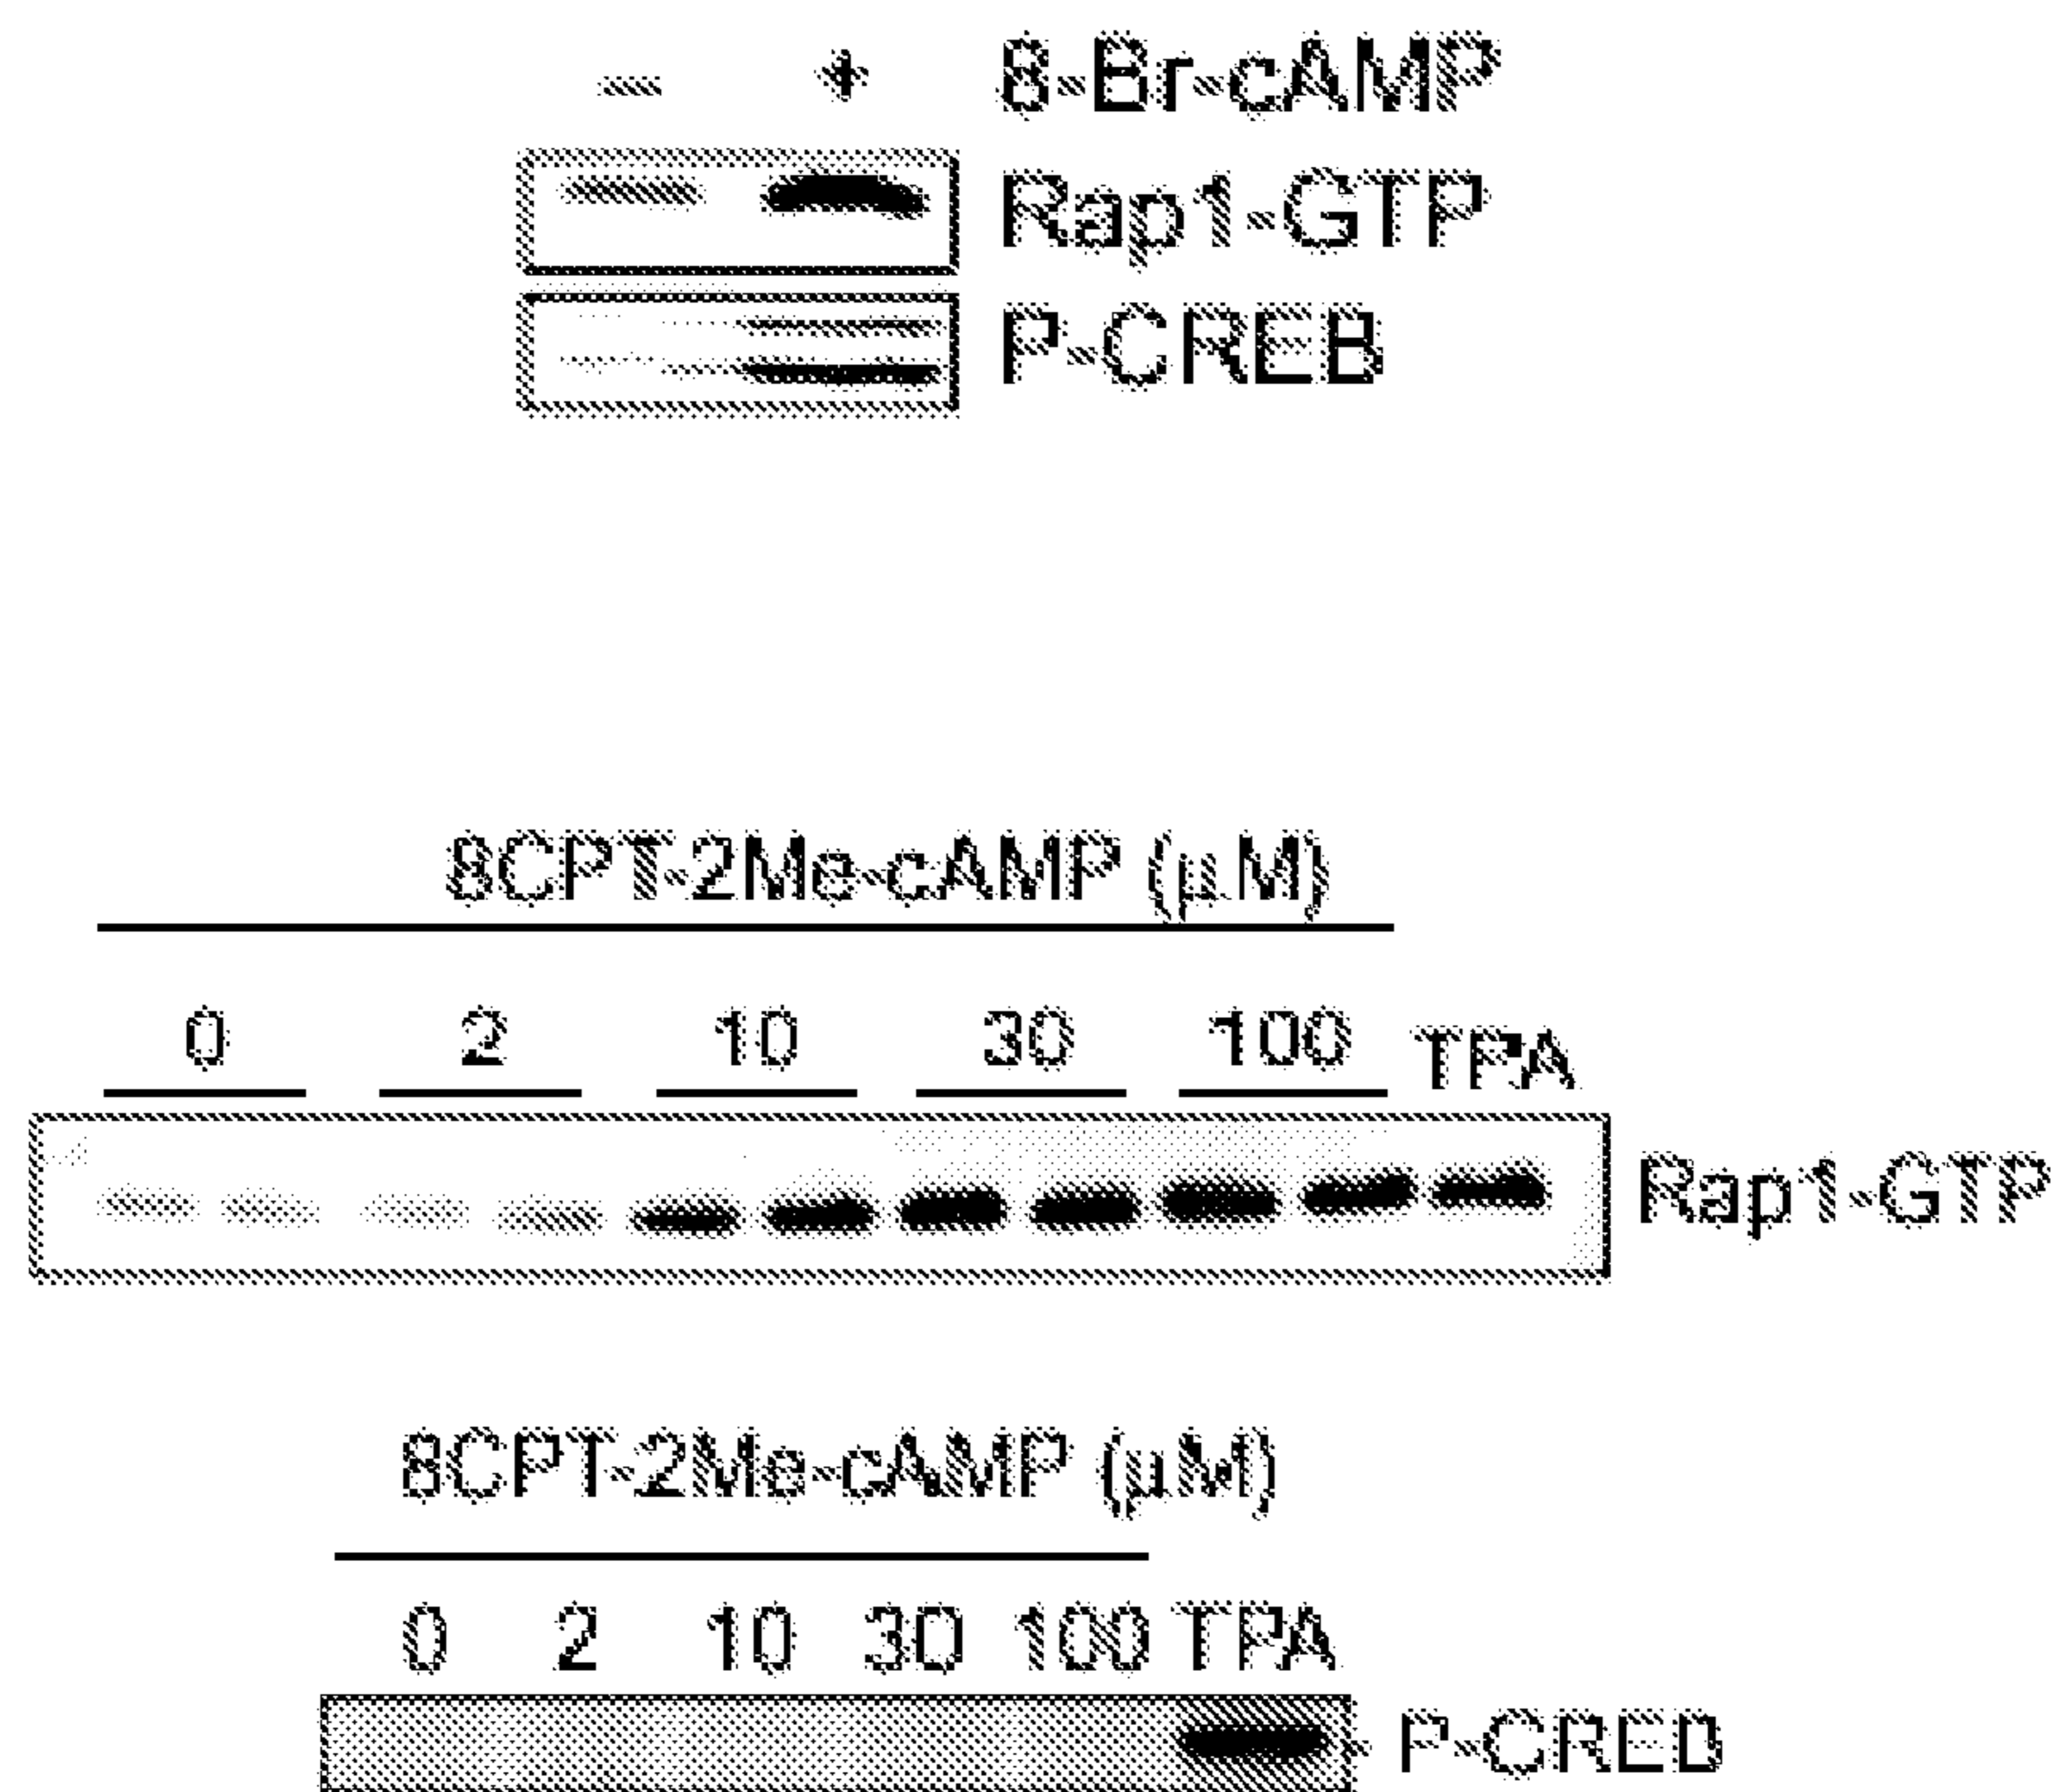 – + 8-Br-cAMP
Rap1-GTP
P-CREB
8CPT-2Me-cAMP (µM)
0 2 10 30 100 TPA
Rap1-GTP
8CPT-2Me-cAMP (µM)
0 2 10 30 100 TPA
P-CREB